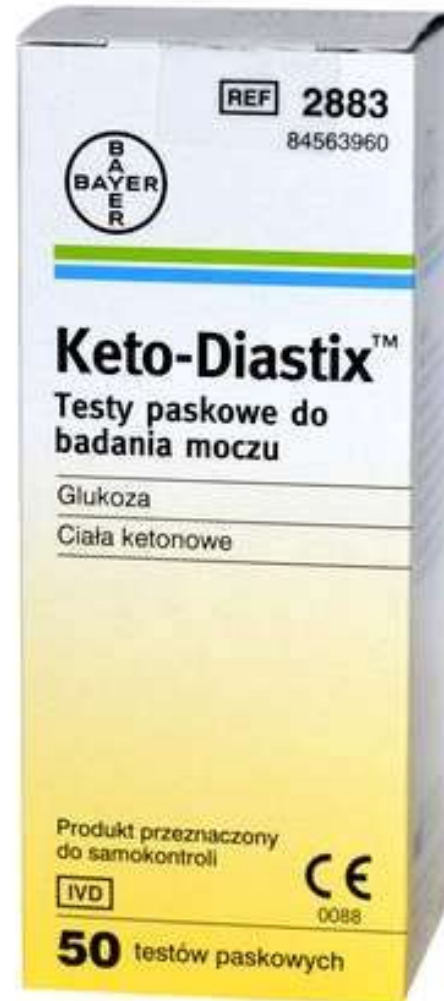 REF 2883
84563960
BAYER
BAYER
Keto-Diastix™
Testy paskowe do
badania moczu
Glukoza
Ciała ketonowe
Produkt przeznaczony
do samokontroli
IVD
CE
0088
50 testów paskowych